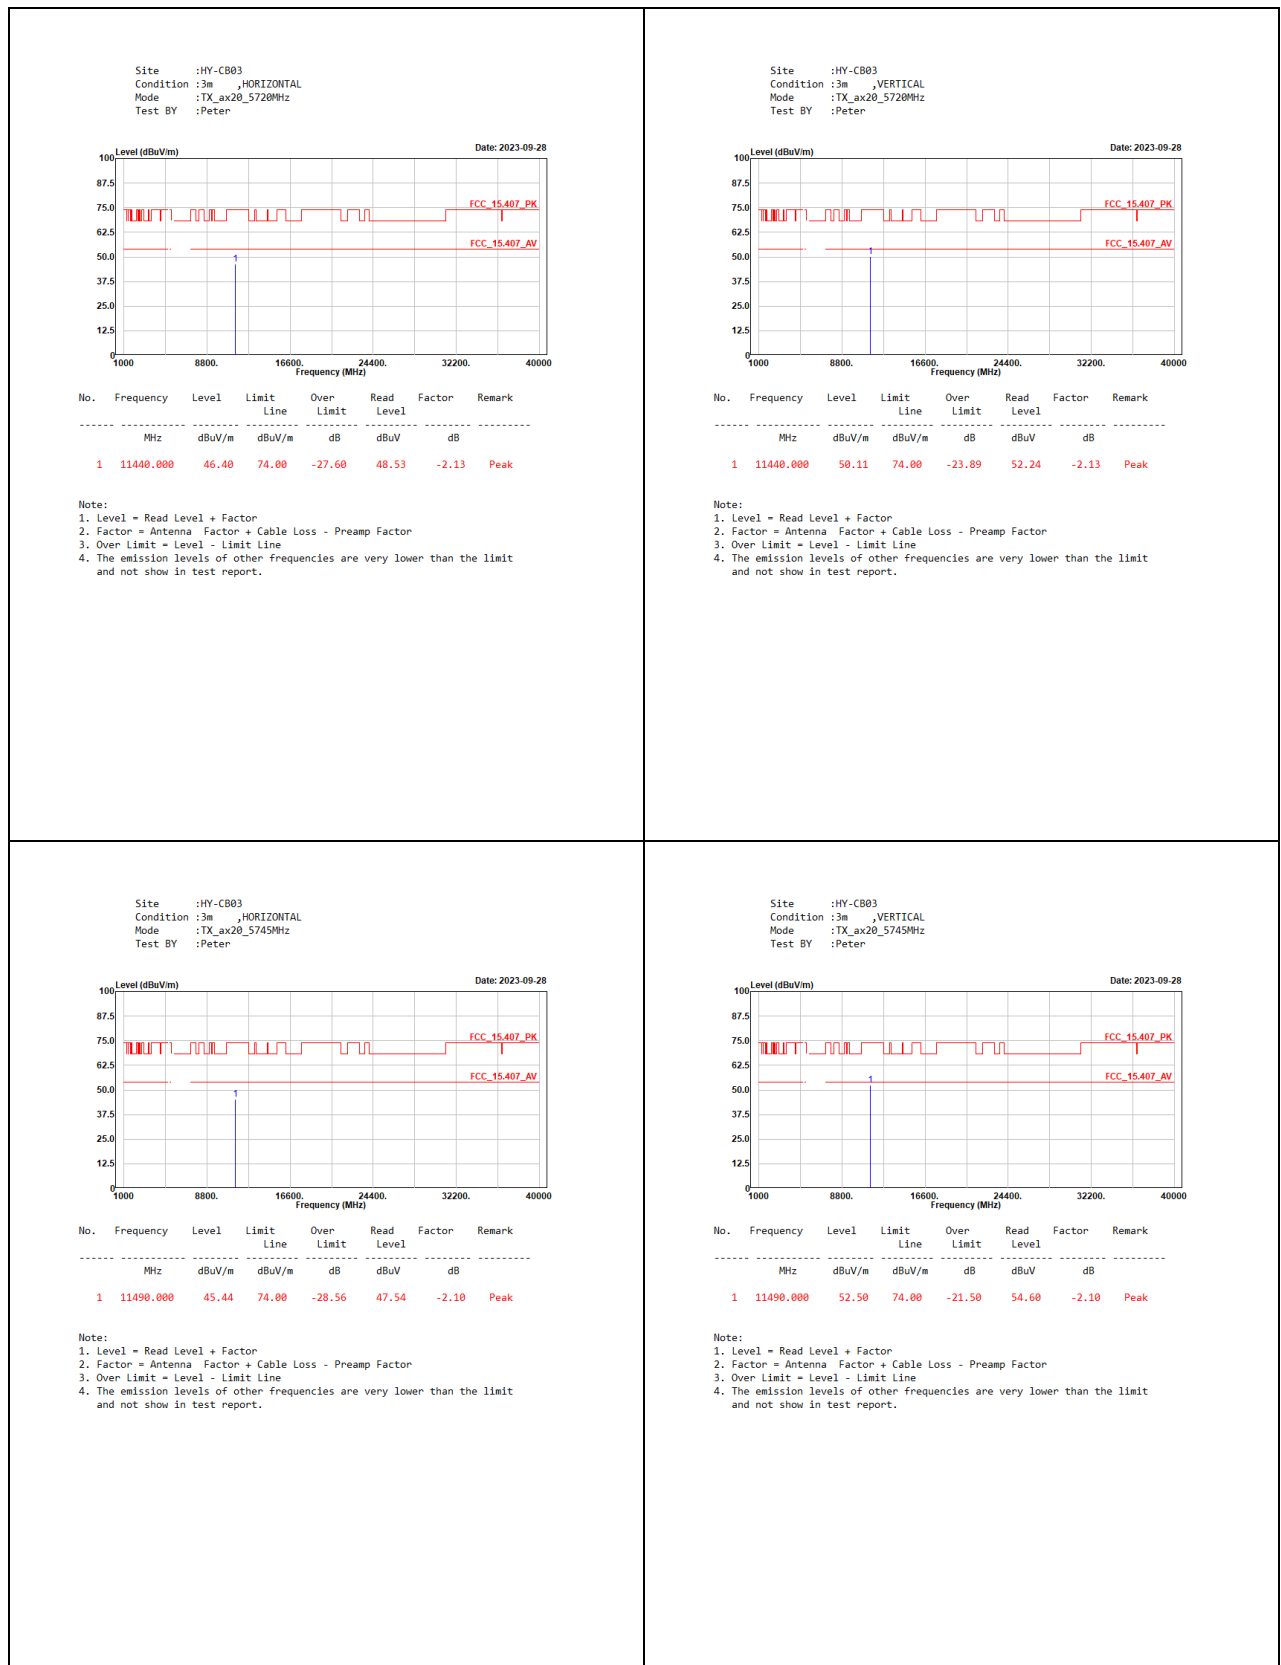 Site      :HY-CB03
Condition :3m    ,HORIZONTAL
Mode      :TX_ax20_5720MHz
Test BY   :Peter
Level (dBuV/m)
Date: 2023-09-28
100
87.5
75.0
62.5
50.0
37.5
25.0
12.5
0
FCC_15.407_PK
FCC_15.407_AV
1
1000 8800. 16600. 24400. 32200. 40000
Frequency (MHz)
No. Frequency Level Limit Over Read Factor Remark
Line Limit Level
------ ----------- -------- --------- --------- --------- -------- ---------
MHz dBuV/m dBuV/m dB dBuV dB
1 11440.000 46.40 74.00 -27.60 48.53 -2.13 Peak
Note:
1. Level = Read Level + Factor
2. Factor = Antenna  Factor + Cable Loss - Preamp Factor
3. Over Limit = Level - Limit Line
4. The emission levels of other frequencies are very lower than the limit
and not show in test report.
Site      :HY-CB03
Condition :3m    ,VERTICAL
Mode      :TX_ax20_5720MHz
Test BY   :Peter
Level (dBuV/m)
Date: 2023-09-28
100
87.5
75.0
62.5
50.0
37.5
25.0
12.5
0
FCC_15.407_PK
FCC_15.407_AV
1
1000 8800. 16600. 24400. 32200. 40000
Frequency (MHz)
No. Frequency Level Limit Over Read Factor Remark
Line Limit Level
------ ----------- -------- --------- --------- --------- -------- ---------
MHz dBuV/m dBuV/m dB dBuV dB
1 11440.000 50.11 74.00 -23.89 52.24 -2.13 Peak
Note:
1. Level = Read Level + Factor
2. Factor = Antenna  Factor + Cable Loss - Preamp Factor
3. Over Limit = Level - Limit Line
4. The emission levels of other frequencies are very lower than the limit
and not show in test report.
Site      :HY-CB03
Condition :3m    ,HORIZONTAL
Mode      :TX_ax20_5745MHz
Test BY   :Peter
Level (dBuV/m)
Date: 2023-09-28
100
87.5
75.0
62.5
50.0
37.5
25.0
12.5
0
FCC_15.407_PK
FCC_15.407_AV
1
1000 8800. 16600. 24400. 32200. 40000
Frequency (MHz)
No. Frequency Level Limit Over Read Factor Remark
Line Limit Level
------ ----------- -------- --------- --------- --------- -------- ---------
MHz dBuV/m dBuV/m dB dBuV dB
1 11490.000 45.44 74.00 -28.56 47.54 -2.10 Peak
Note:
1. Level = Read Level + Factor
2. Factor = Antenna  Factor + Cable Loss - Preamp Factor
3. Over Limit = Level - Limit Line
4. The emission levels of other frequencies are very lower than the limit
and not show in test report.
Site      :HY-CB03
Condition :3m    ,VERTICAL
Mode      :TX_ax20_5745MHz
Test BY   :Peter
Level (dBuV/m)
Date: 2023-09-28
100
87.5
75.0
62.5
50.0
37.5
25.0
12.5
0
FCC_15.407_PK
FCC_15.407_AV
1
1000 8800. 16600. 24400. 32200. 40000
Frequency (MHz)
No. Frequency Level Limit Over Read Factor Remark
Line Limit Level
------ ----------- -------- --------- --------- --------- -------- ---------
MHz dBuV/m dBuV/m dB dBuV dB
1 11490.000 52.50 74.00 -21.50 54.60 -2.10 Peak
Note:
1. Level = Read Level + Factor
2. Factor = Antenna  Factor + Cable Loss - Preamp Factor
3. Over Limit = Level - Limit Line
4. The emission levels of other frequencies are very lower than the limit
and not show in test report.